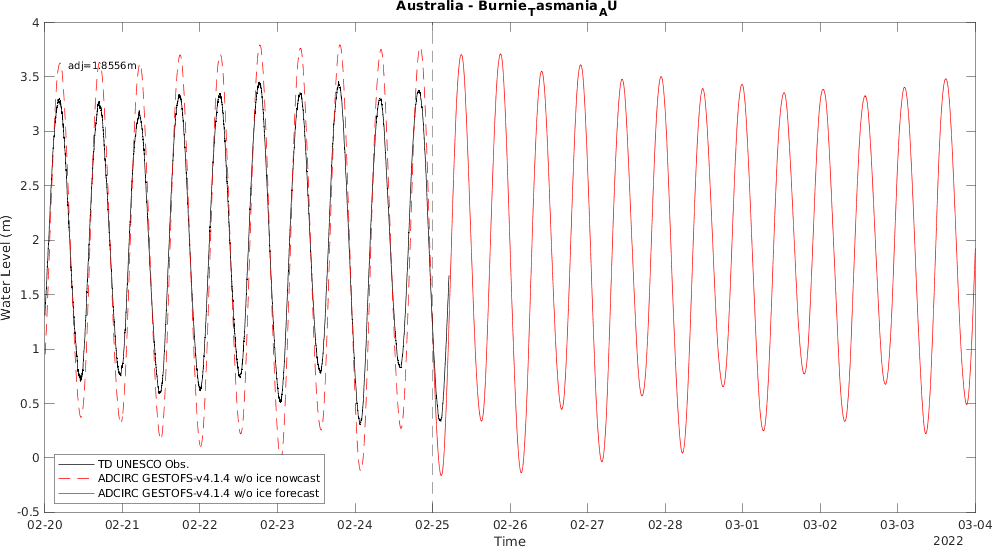 Australia - Burnie_Tasmania_AU
4
adj=1.8556m
3.5
3
2.5
2
1.5
1
0.5
0
-0.5
Water Level (m)
TD UNESCO Obs.
ADCIRC GESTOFS-v4.1.4 w/o ice nowcast
ADCIRC GESTOFS-v4.1.4 w/o ice forecast
02-20 02-21 02-22 02-23 02-24 02-25 02-26 02-27 02-28 03-01 03-02 03-03 03-04
Time
2022